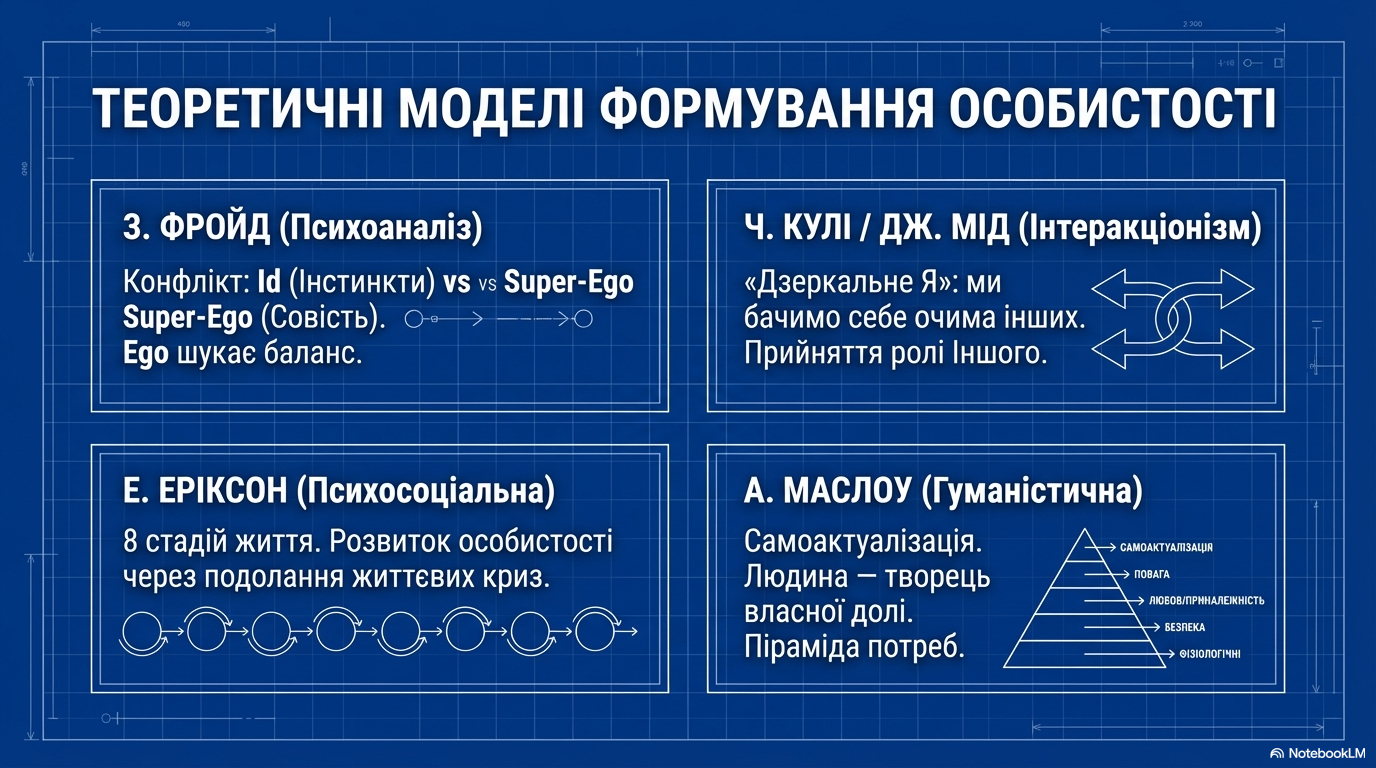 480
2 300
ТЕОРЕТИЧНІ МОДЕЛІ ФОРМУВАННЯ ОСОБИСТОСТІ
З. ФРОЙД (Психоаналіз)
Конфлікт: Id (Інстинкти) vs vs Super-Ego
Super-Ego (Совість).
Ego шукає баланс.
Ч. КУЛІ / ДЖ. МІД (Інтеракціонізм)
«Дзеркальне Я»: ми
бачимо себе очима інших.
Прийняття ролі Іншого.
Е. ЕРІКСОН (Психосоціальна)
8 стадій життя. Розвиток особистості
через подолання життєвих криз.
А. МАСЛОУ (Гуманістична)
Самоактуалізація.
Людина — творець
власної долі.
Піраміда потреб.
САМОАКТУАЛІЗАЦІЯ
ПОВАГА
ЛЮБОВ/ПРИНАЛЕЖНІСТЬ
БЕЗПЕКА
ФІЗІОЛОГІЧНІ
NotebookLM